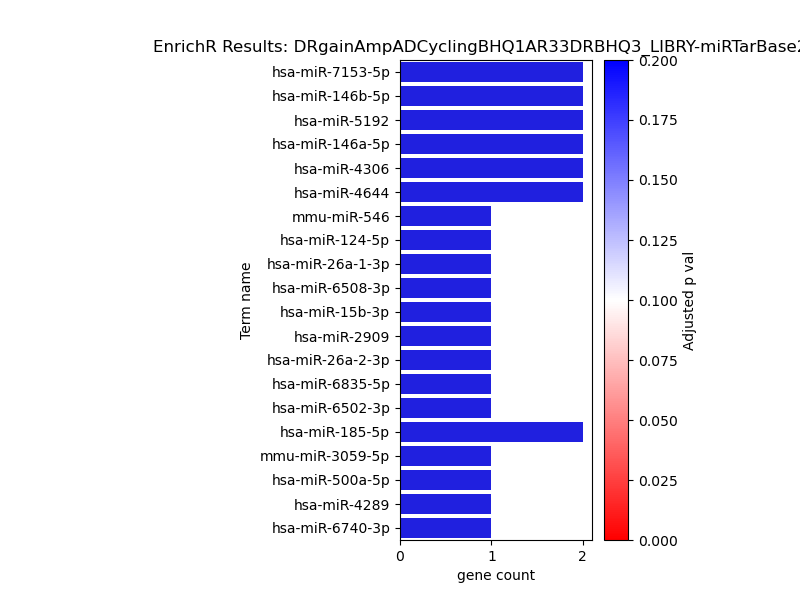 EnrichR Results: DRgainAmpADCyclingBHQ1AR33DRBHQ3_LIBRY-miRTarBase2
hsa-miR-7153-5p
hsa-miR-146b-5p
hsa-miR-5192
hsa-miR-146a-5p
hsa-miR-4306
hsa-miR-4644
mmu-miR-546
hsa-miR-124-5p
hsa-miR-26a-1-3p
hsa-miR-6508-3p
hsa-miR-15b-3p
hsa-miR-2909
hsa-miR-26a-2-3p
hsa-miR-6835-5p
hsa-miR-6502-3p
hsa-miR-185-5p
mmu-miR-3059-5p
hsa-miR-500a-5p
hsa-miR-4289
hsa-miR-6740-3p
Term name
0 1 2
gene count
0.200
0.175
0.150
0.125
0.100
0.075
0.050
0.025
0.000
Adjusted p val